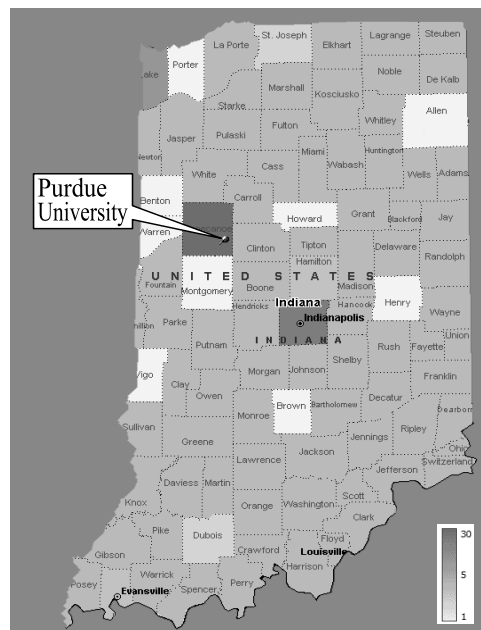 Steuben
Lagrange
St. Joseph
Elkhart
La Porte
Porter
Noble
De Kalb
Marshall
Kosciusko
Starke
Allen
Whitley
Fulton
Pulaski
Jasper
Miami
Huntington
Wabash
Cass
White
Wells
Adams
Purdue
University
Benton
Carroll
Howard
Grant
Blackford
Jay
Warren
Clinton
Tipton
Delaware
Randolph
Hamilton
UNITED STATES
Fountain
Montgomery
Boone
Madison
Henry
Indiana
Hendricks
Hancock
Indianapolis
Wayne
Parke
Putnam
INDIANA
Rush
Fayette
Union
Shelby
Morgan
Johnson
Franklin
Vigo
Clay
Owen
Brown
Bartholomew
Decatur
Monroe
Dearborn
Sullivan
Ripley
Jennings
Greene
Jackson
Ohio
Lawrence
Switzerland
Jefferson
Daviess
Martin
Scott
Knox
Orange
Washington
Clark
Pike
Dubois
Floyd
Crawford
Louisville
Gibson
Harrison
Warrick
Perry
Posey
Spencer
Evansville
30
5
1